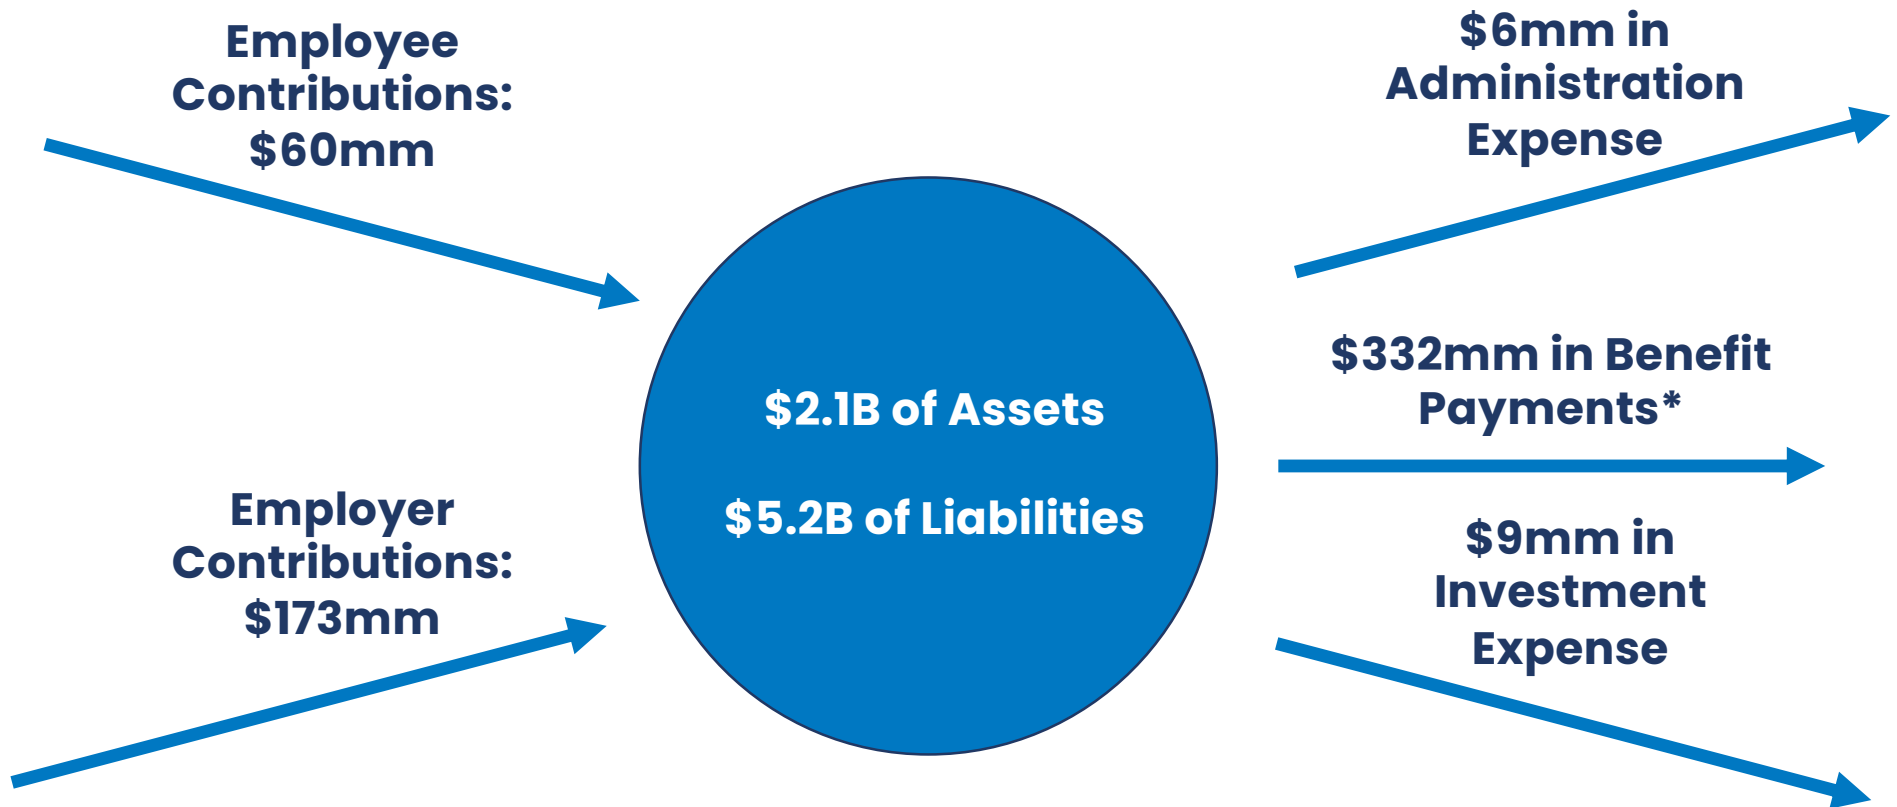 Employee
Contributions:
$60mm
Employer
Contributions:
$173mm
$2.1B of Assets
$5.2B of Liabilities
$6mm in
Administration
Expense
$332mm in Benefit
Payments*
$9mm in
Investment
Expense